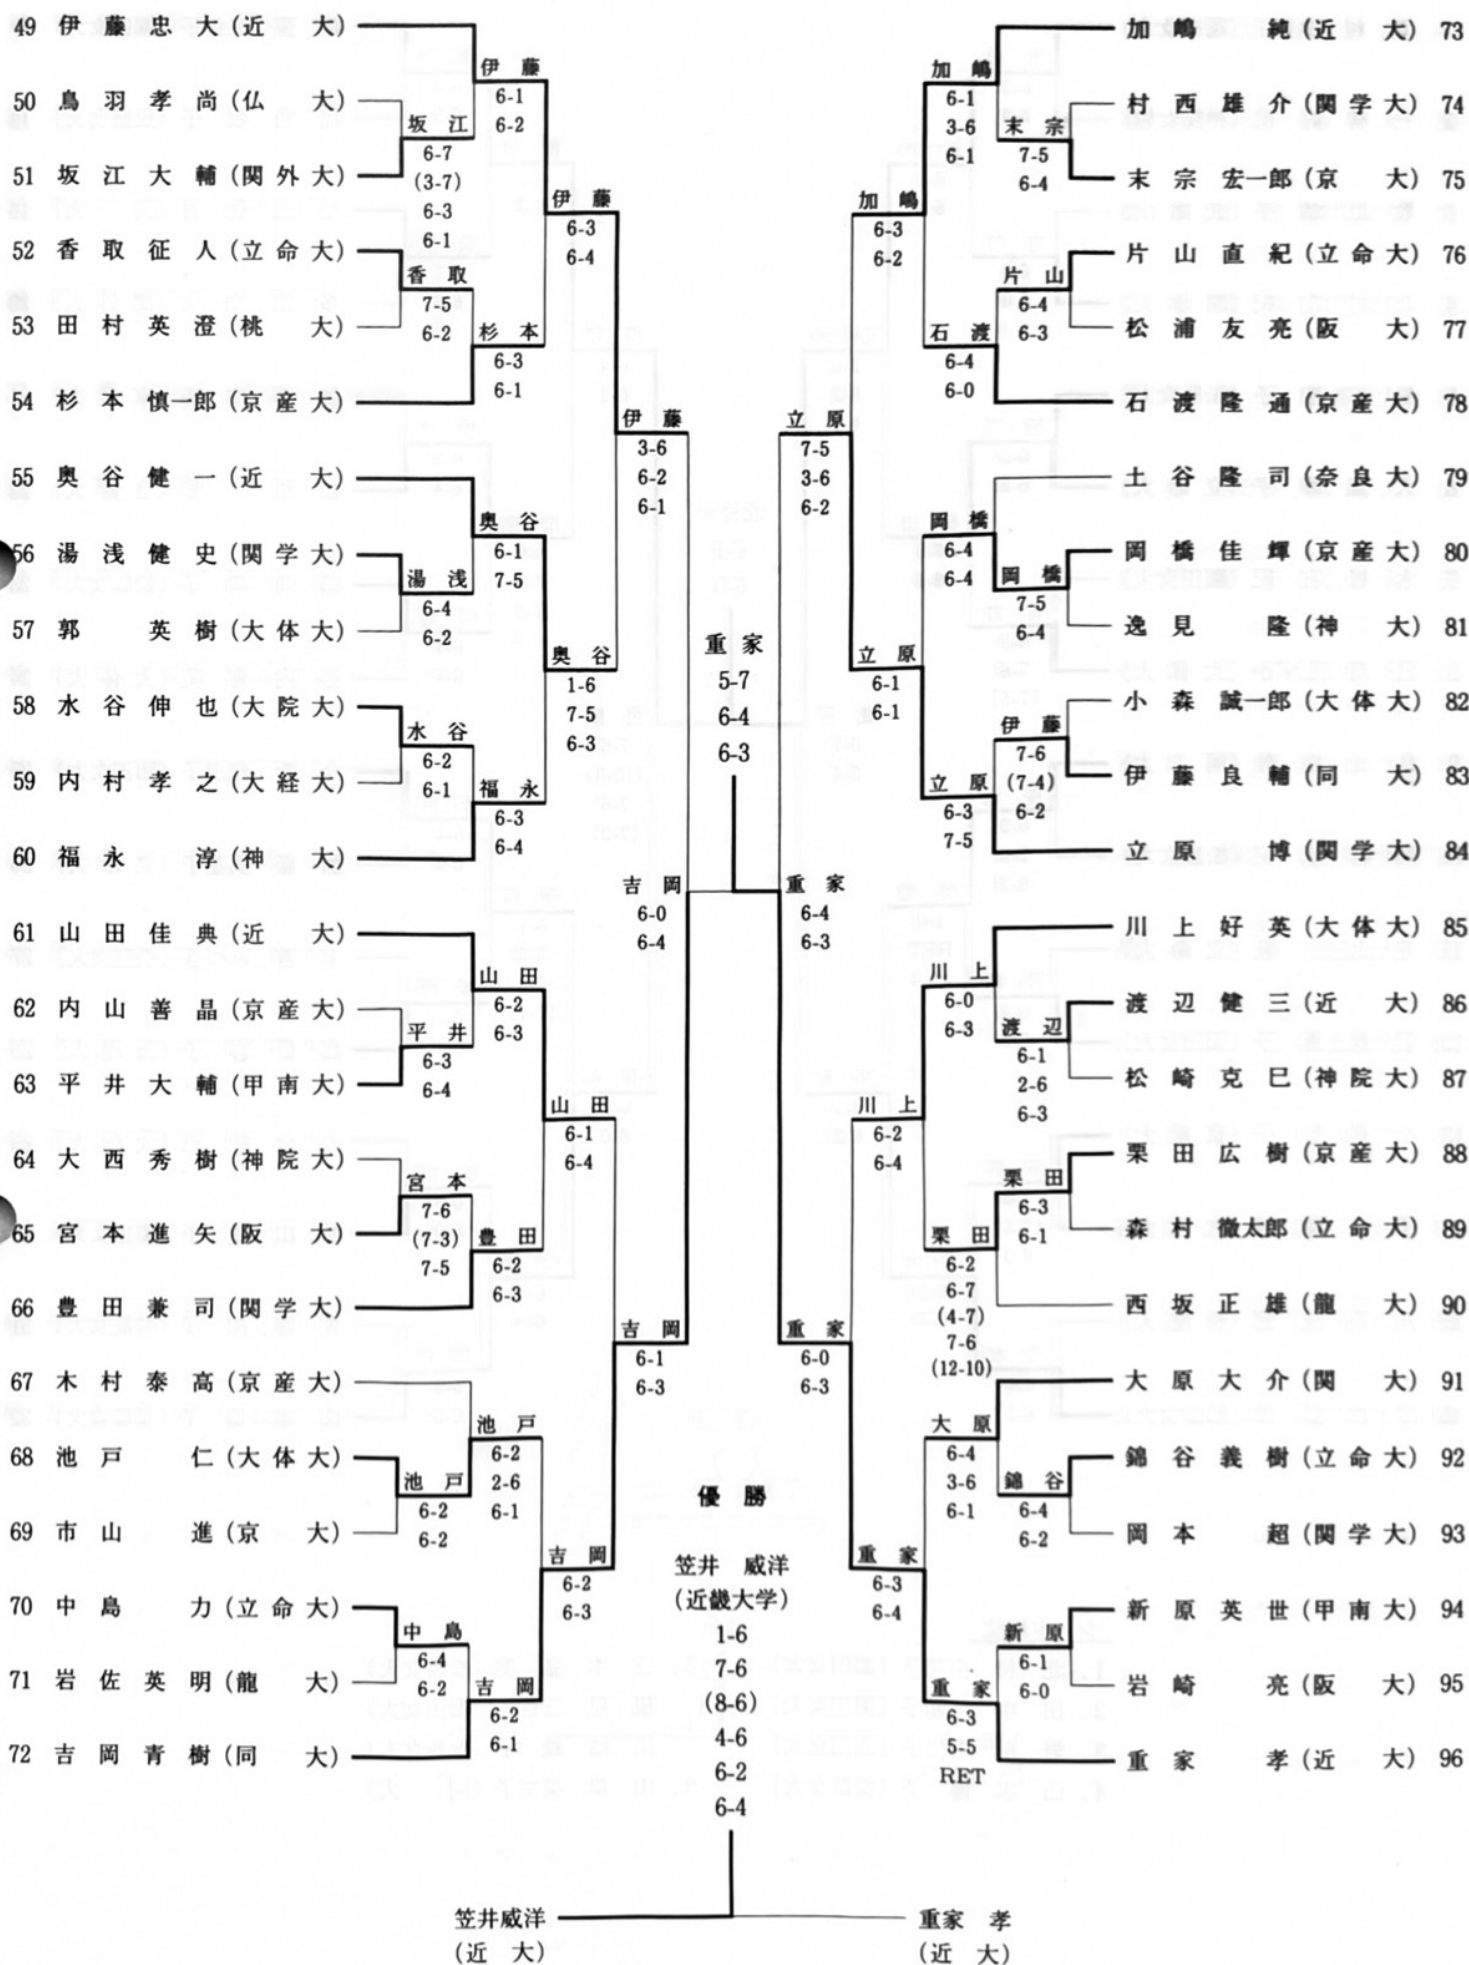 49 伊藤忠大(近 大)
50 鳥羽孝尚(仏 大)
51 坂江大輔(関外大)
52 香取征人(立命大)
53 田村英澄(桃 大)
54 杉本慎一郎(京産大)
55 奥谷健一(近 大)
56 湯浅健史(関学大)
57 郭 英樹(大体大)
58 水谷伸也(大院大)
59 内村孝之(大経大)
60 福永 淳(神 大)
61 山田佳典(近 大)
62 内山善晶(京産大)
63 平井大輔(甲南大)
64 大西秀樹(神院大)
65 宮本進矢(阪 大)
66 豊田兼司(関学大)
67 木村泰高(京産大)
68 池戸 仁(大体大)
69 市山 進(京 大)
70 中島 力(立命大)
71 岩佐英明(龍 大)
72 吉岡青樹(同 大)
坂江
6-7
(3-7)
6-3
6-1
香取
7-5
6-2
湯浅
6-4
6-2
水谷
6-2
6-1
平井
6-3
6-4
宮本
7-6
(7-3)
7-5
池戸
6-2
6-2
中島
6-4
6-2
伊藤
6-1
6-2
杉本
6-3
6-1
奥谷
6-1
7-5
福永
6-3
6-4
山田
6-2
6-3
豊田
6-2
6-3
池戸
6-2
2-6
6-1
吉岡
6-2
6-1
伊藤
6-3
6-4
奥谷
1-6
7-5
6-3
山田
6-1
6-4
吉岡
6-2
6-3
伊藤
3-6
6-2
6-1
吉岡
6-1
6-3
吉岡
6-0
6-4
重家
5-7
6-4
6-3
重家
6-4
6-3
立原
7-5
3-6
6-2
重家
6-0
6-3
加嶋
6-3
6-2
立原
6-1
6-1
川上
6-2
6-4
重家
6-3
6-4
加嶋
6-1
3-6
6-1
石渡
6-4
6-0
岡橋
6-4
6-4
立原
6-3
7-5
川上
6-0
6-3
栗田
6-2
6-7
(4-7)
7-6
(12-10)
大原
6-4
3-6
6-1
重家
6-3
5-5
RET
末宗
7-5
6-4
片山
6-4
6-3
岡橋
7-5
6-4
伊藤
7-6
(7-4)
6-2
渡辺
6-1
2-6
6-3
栗田
6-3
6-1
錦谷
6-4
6-2
新原
6-1
6-0
加嶋 純(近 大) 73
村西雄介(関学大) 74
末宗宏一郎(京 大) 75
片山直紀(立命大) 76
松浦友亮(阪 大) 77
石渡隆通(京産大) 78
土谷隆司(奈良大) 79
岡橋佳輝(京産大) 80
逸見 隆(神 大) 81
小森誠一郎(大体大) 82
伊藤良輔(同 大) 83
立原 博(関学大) 84
川上好英(大体大) 85
渡辺健三(近 大) 86
松崎克巳(神院大) 87
栗田広樹(京産大) 88
森村徹太郎(立命大) 89
西坂正雄(龍 大) 90
大原大介(関 大) 91
錦谷義樹(立命大) 92
岡本 超(関学大) 93
新原英世(甲南大) 94
岩崎 亮(阪 大) 95
重家 孝(近 大) 96
優勝
笠井 威洋
(近畿大学)
1-6
7-6
(8-6)
4-6
6-2
6-4
笠井威洋
(近 大)
重家 孝
(近 大)